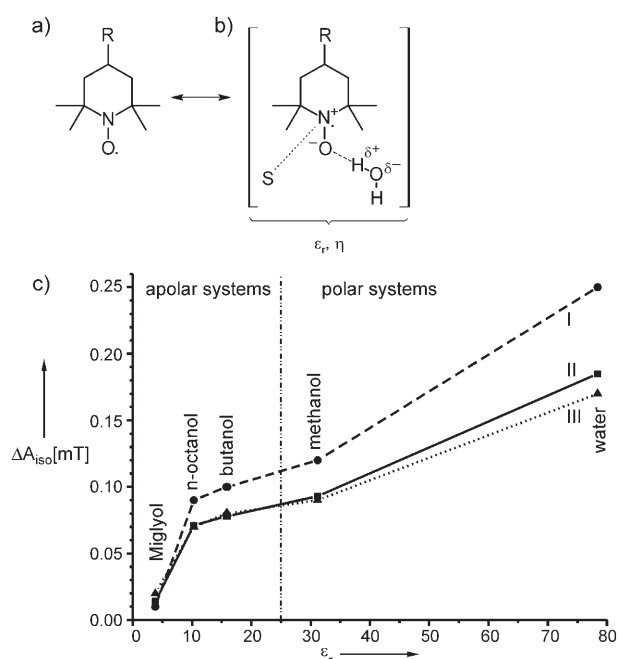 a)
b)
R
R
N
O.
N+.
−O
S
H δ+
O δ−
H
εr, η
c)
apolar systems
polar systems
0.25
0.20
0.15
0.10
0.05
0.00
ΔAiso[mT]
Miglyol
n-octanol
butanol
methanol
water
I
II
III
0 10 20 30 40 50 60 70 80
εr